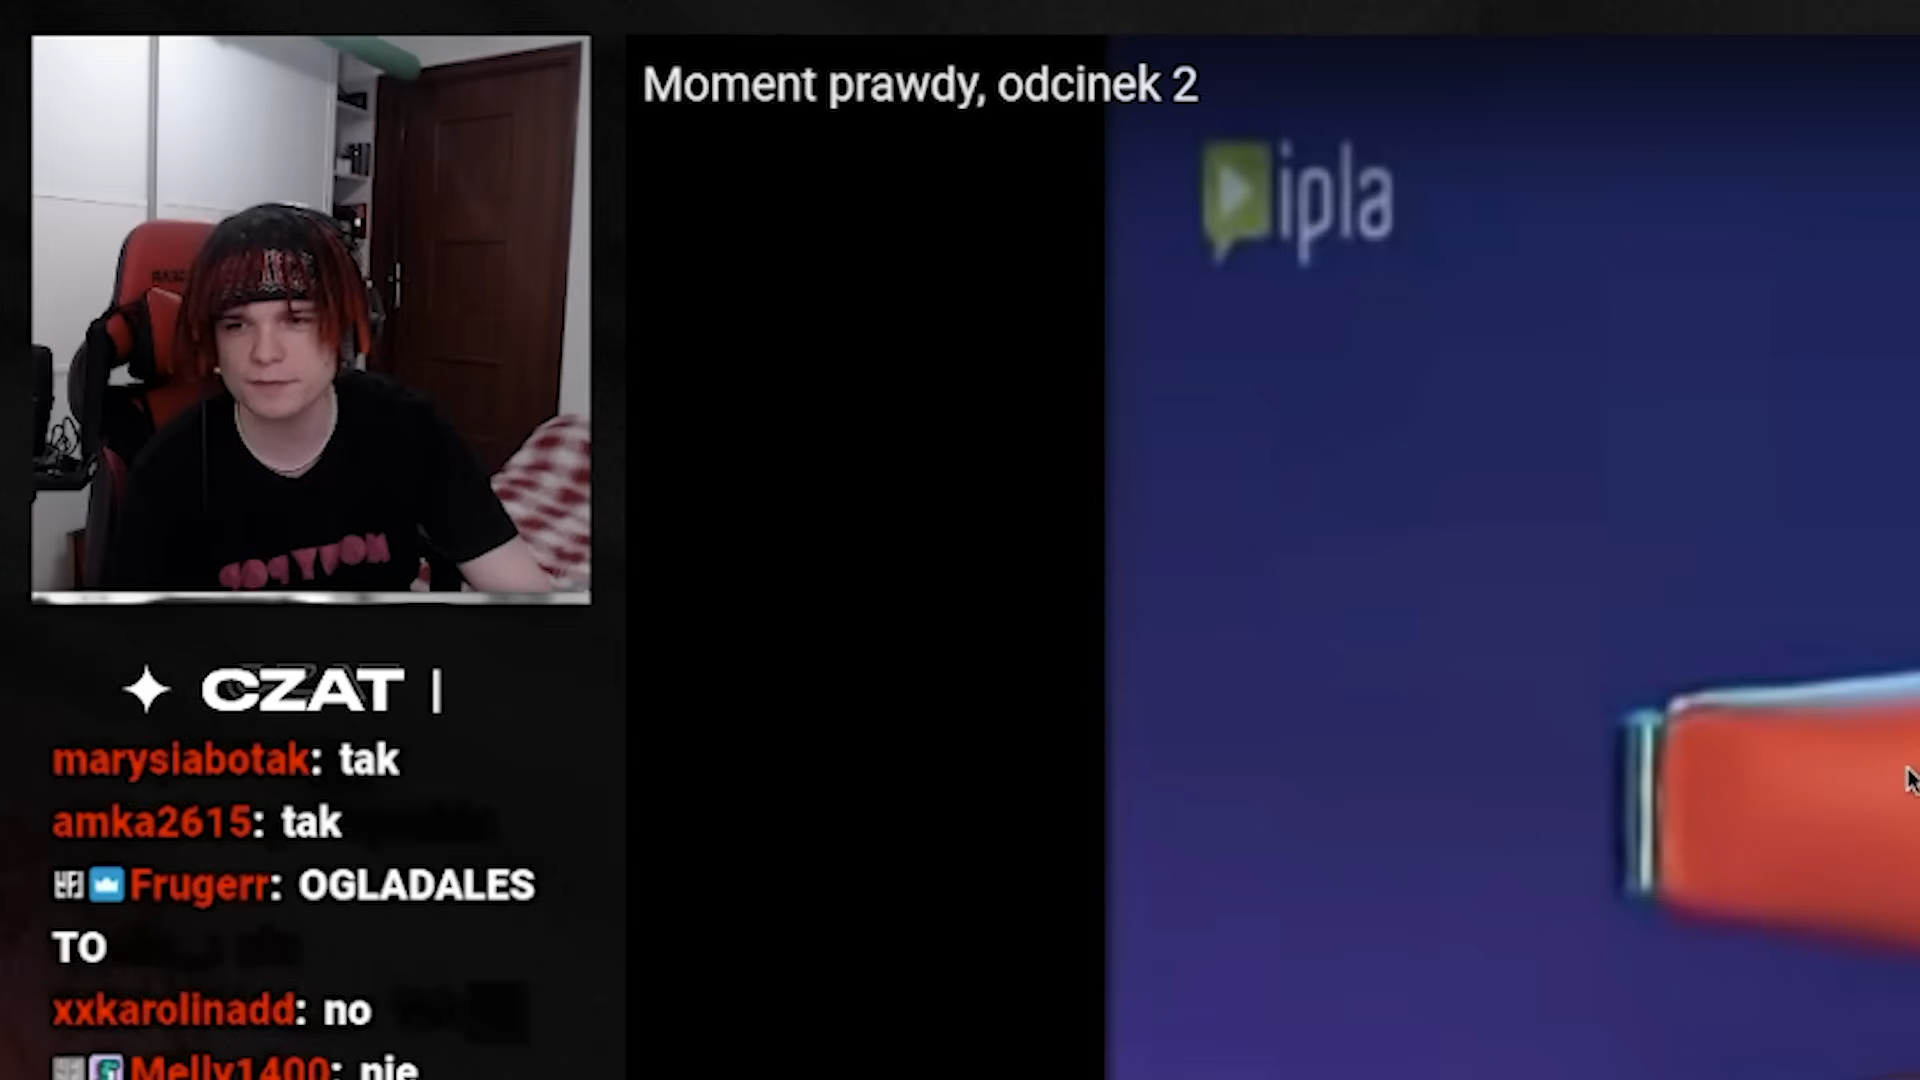 Moment prawdy, odcinek 2
ipla
CZAT |
marysiabotak: tak
amka2615: tak
Frugerr: OGLADALES
TO
xxkarolinadd: no
Melly1400: nie